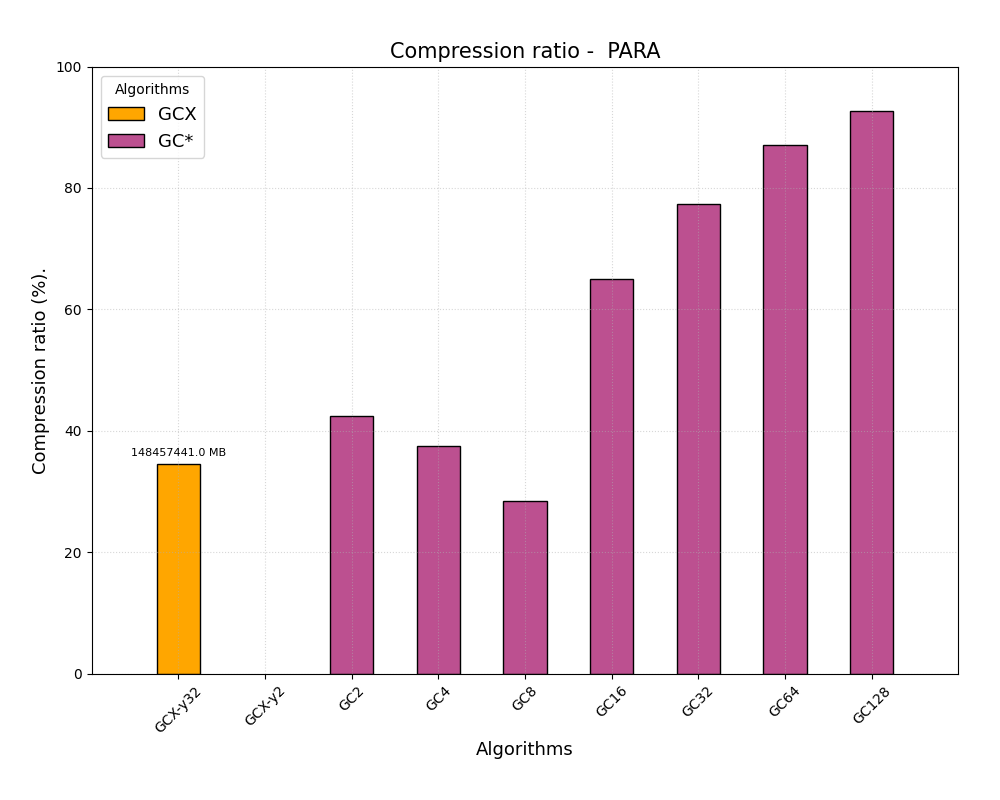 Compression ratio -  PARA
Compression ratio (%).
100
80
60
40
20
0
Algorithms
GCX
GC*
148457441.0 MB
GCX-y32
GCX-y2
GC2
GC4
GC8
GC16
GC32
GC64
GC128
Algorithms